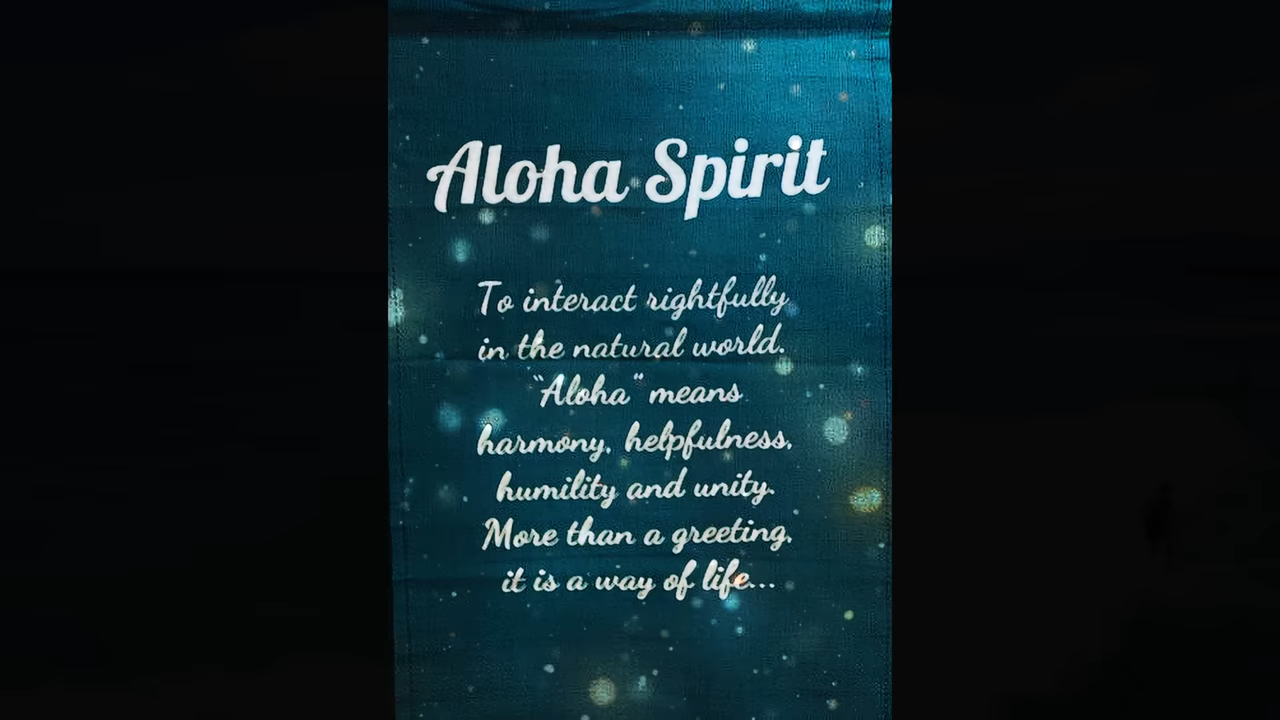 Aloha Spirit
To interact rightfully
in the natural world.
"Aloha" means
harmony, helpfulness,
humility and unity.
More than a greeting,
it is a way of life...